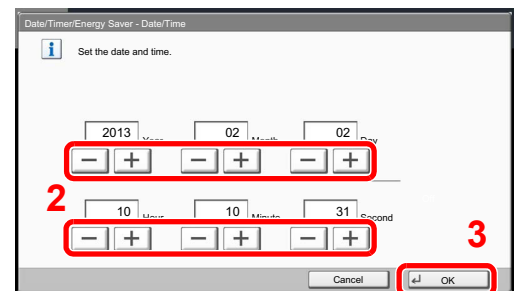 Date/Timer/Energy Saver - Date/Time
i Set the date and time.
2013 Year 02 Month 02 Day
− + − + − +
2
10 Hour 10 Minute 31 Second
− + − + − +
3
Cancel OK